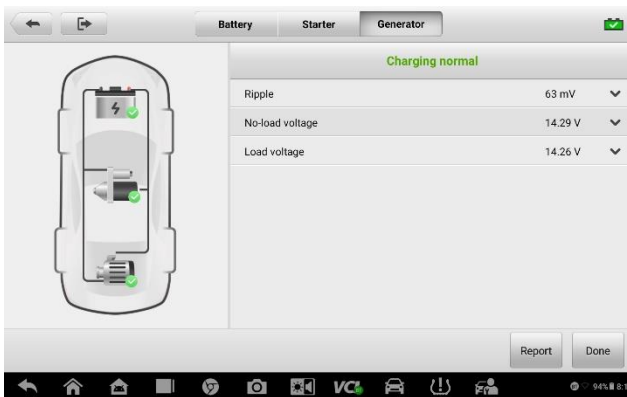 Battery Starter Generator
Charging normal
Ripple 63 mV
No-load voltage 14.29 V
Load voltage 14.26 V
Report Done
VCI
94%